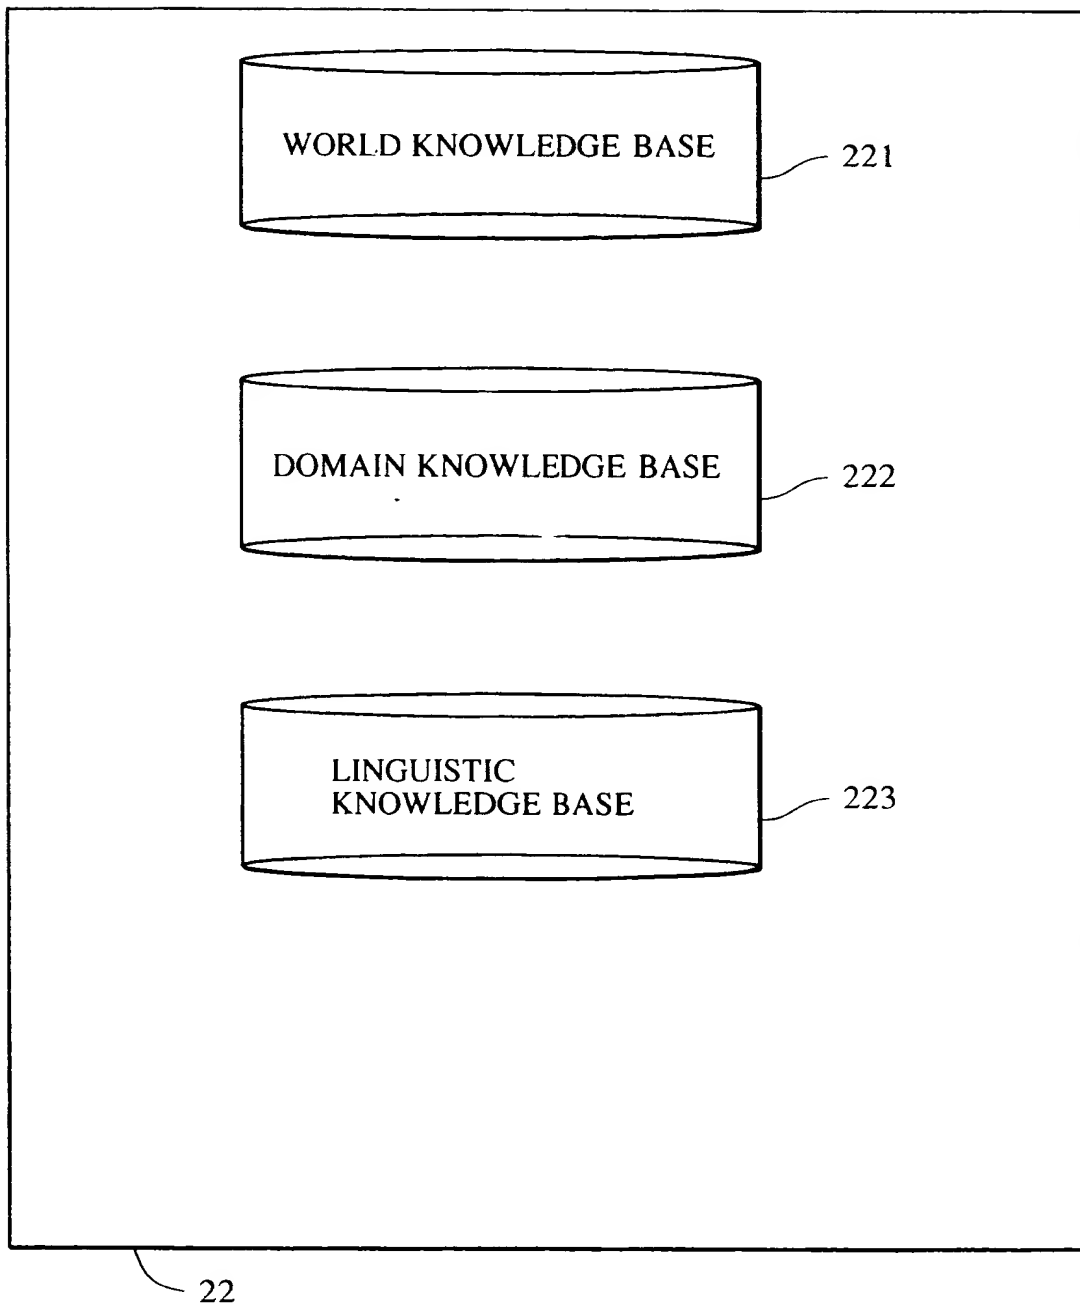 WORLD KNOWLEDGE BASE
221
DOMAIN KNOWLEDGE BASE
222
LINGUISTIC
KNOWLEDGE BASE
223
22